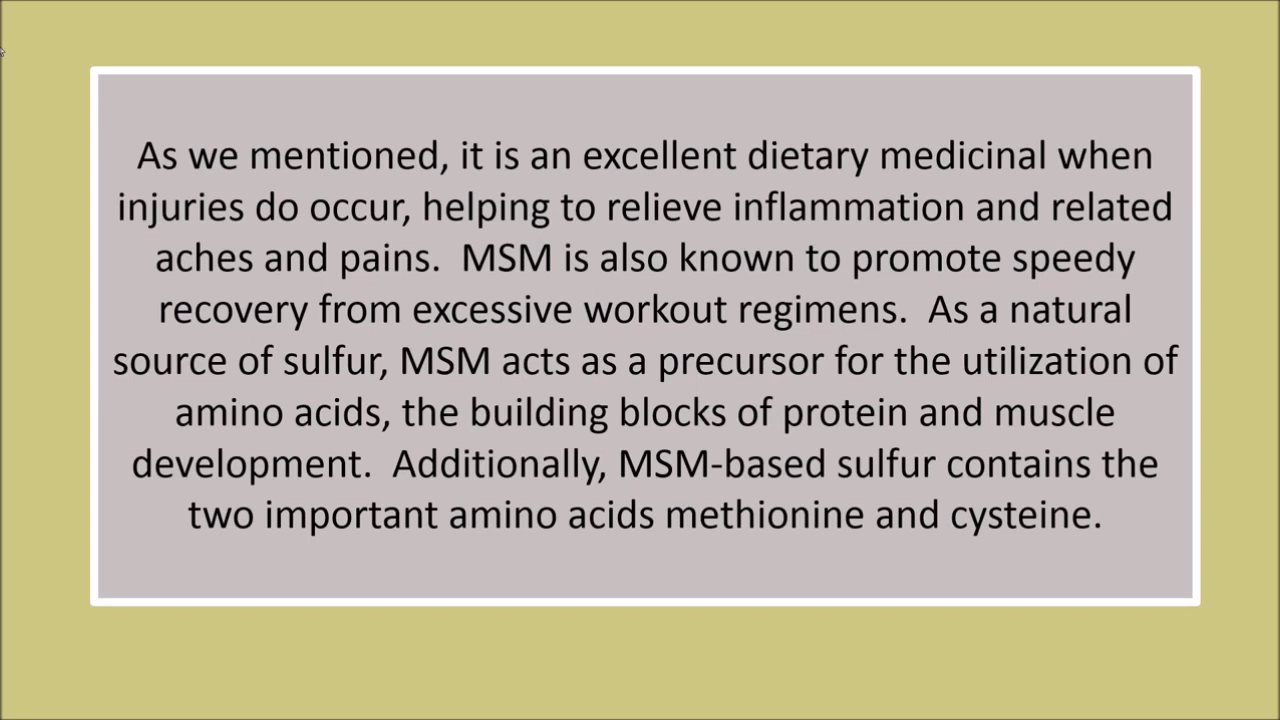 As we mentioned, it is an excellent dietary medicinal when
injuries do occur, helping to relieve inflammation and related
aches and pains.  MSM is also known to promote speedy
recovery from excessive workout regimens.  As a natural
source of sulfur, MSM acts as a precursor for the utilization of
amino acids, the building blocks of protein and muscle
development.  Additionally, MSM-based sulfur contains the
two important amino acids methionine and cysteine.